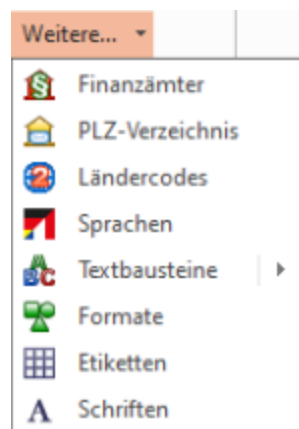 Weitere...
Finanzämter
PLZ-Verzeichnis
Ländercodes
Sprachen
Textbausteine
Formate
Etiketten
Schriften